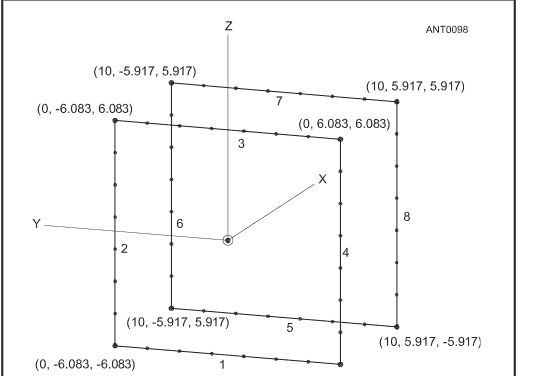 Z
ANT0098
(10, -5.917, 5.917)
(10, 5.917, 5.917)
7
(0, -6.083, 6.083)
(0, 6.083, 6.083)
3
X
Y
6
8
2
4
(10, -5.917, 5.917)
5
(10, 5.917, -5.917)
(0, -6.083, -6.083)
1